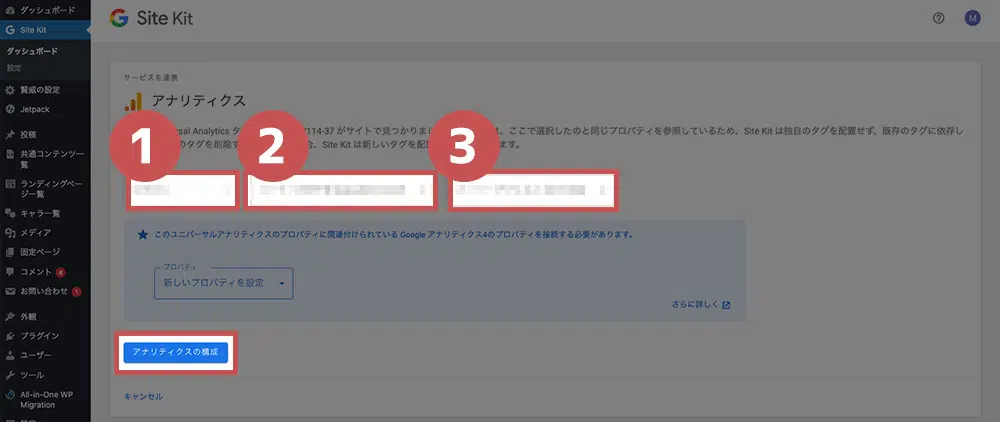 ダッシュボード
Site Kit
ダッシュボード
設定
賢威の設定
Jetpack
投稿
共通コンテンツ一覧
ランディングページ一覧
キャラ一覧
メディア
固定ページ
コメント 4
お問い合わせ 1
外観
プラグイン
ユーザー
ツール
All-in-One WP
Migration
G Site Kit
M
サービスを連携
アナリティクス
1
2
3
ersal Analytics タ 114-37 がサイトで見つかりまし ここで選択したのと同じプロパティを参照しているため、Site Kit は独自のタグを配置せず、既存のタグに依存し
のタグを削除す 合、Site Kit は新しいタグを配 ます。
このユニバーサルアナリティクスのプロパティに関連付けられている Google アナリティクス4のプロパティを接続する必要があります。
プロパティ
新しいプロパティを設定
さらに詳しく
アナリティクスの構成
キャンセル